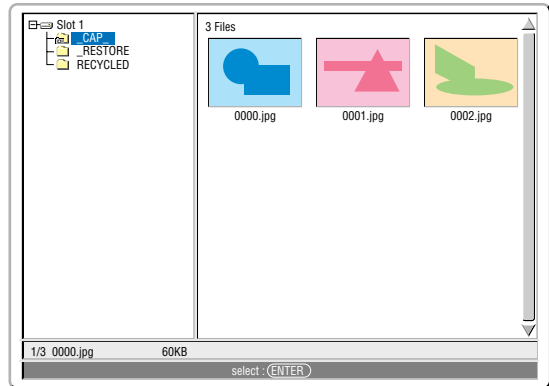 Slot 1
_CAP_
_RESTORE
RECYCLED
3 Files
0000.jpg 0001.jpg 0002.jpg
1/3 0000.jpg 60KB
select : ENTER